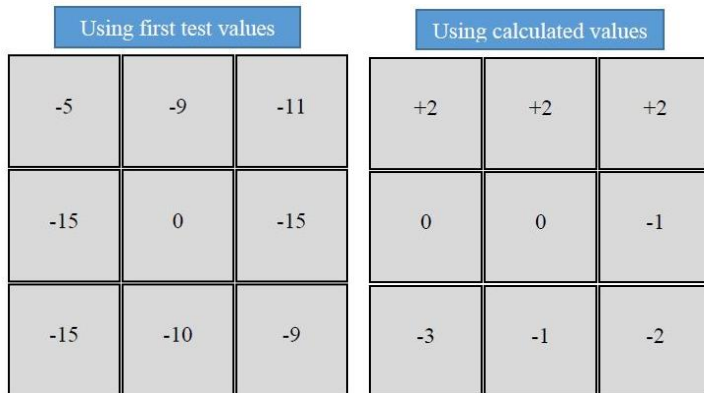 Using first test values
-5 -9 -11
-15 0 -15
-15 -10 -9
Using calculated values
+2 +2 +2
0 0 -1
-3 -1 -2